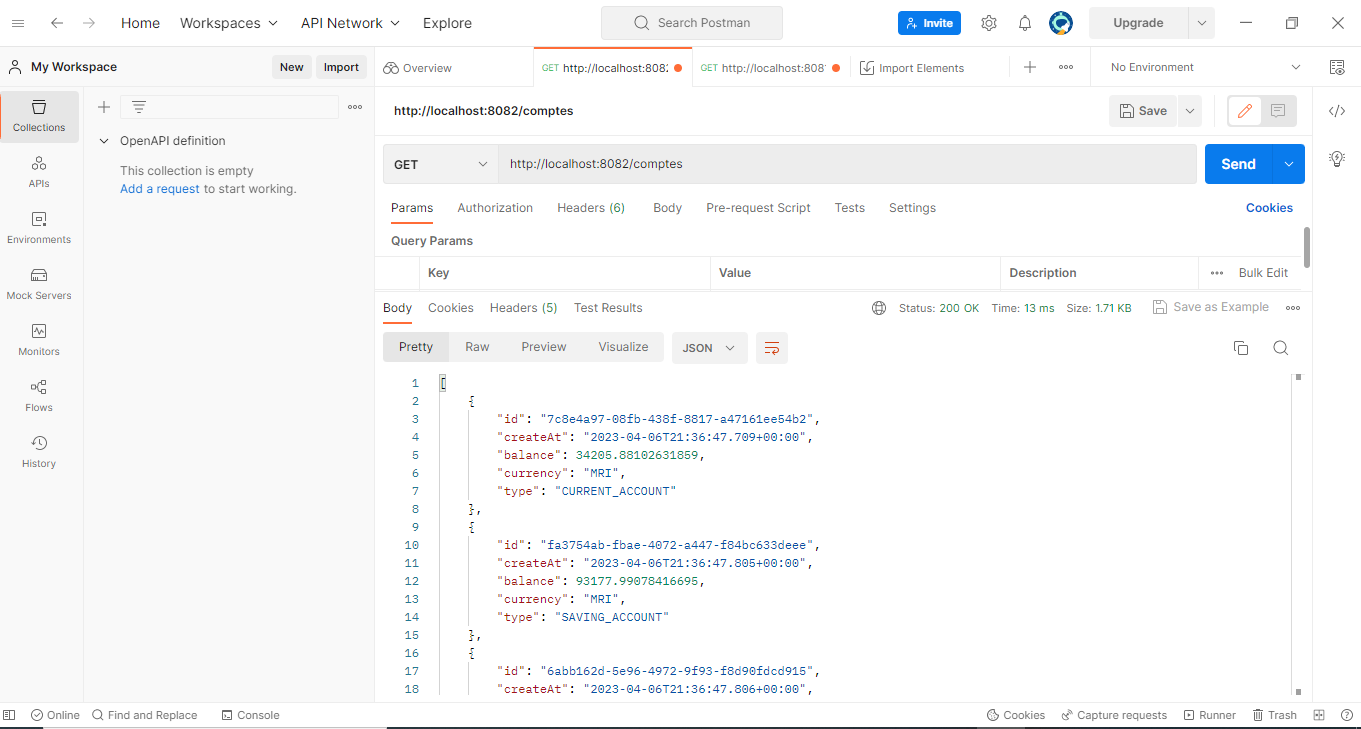 Home Workspaces API Network Explore Search Postman Invite Upgrade
My Workspace New Import Overview GET http://localhost:808 GET http://localhost:808 Import Elements No Environment
Collections
APIs
Environments
Mock Servers
Monitors
Flows
History
OpenAPI definition
This collection is empty
Add a request to start working.
http://localhost:8082/comptes Save
GET http://localhost:8082/comptes Send
Params Authorization Headers (6) Body Pre-request Script Tests Settings Cookies
Query Params
Key Value Description Bulk Edit
Body Cookies Headers (5) Test Results Status: 200 OK Time: 13 ms Size: 1.71 KB Save as Example
Pretty Raw Preview Visualize JSON
1 [
2 {
3 "id": "7c8e4a97-08fb-438f-8817-a47161ee54b2",
4 "createAt": "2023-04-06T21:36:47.709+00:00",
5 "balance": 34205.88102631859,
6 "currency": "MRI",
7 "type": "CURRENT_ACCOUNT"
8 },
9 {
10 "id": "fa3754ab-fbae-4072-a447-f84bc633deee",
11 "createAt": "2023-04-06T21:36:47.805+00:00",
12 "balance": 93177.99078416695,
13 "currency": "MRI",
14 "type": "SAVING_ACCOUNT"
15 },
16 {
17 "id": "6abb162d-5e96-4972-9f93-f8d90fdcd915",
18 "createAt": "2023-04-06T21:36:47.806+00:00",
Online Find and Replace Console Cookies Capture requests Runner Trash